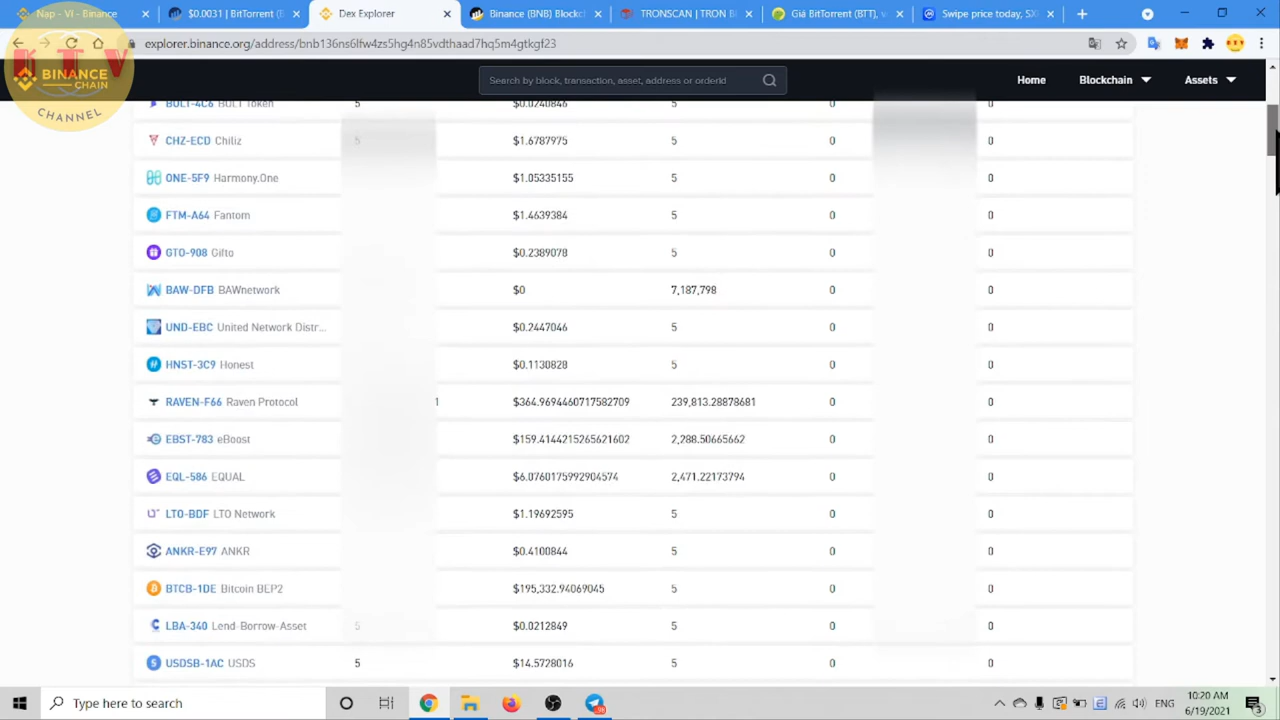 Nap - Ví - Binance
$0.0031 | BitTorrent (B
Dex Explorer
Binance (BNB) Blockc
TRONSCAN | TRON B
Giá BitTorrent (BTT), v
Swipe price today, SX
explorer.binance.org/address/bnb136ns6lfw4zs5hg4n85vdthaad7hq5m4gtkgf23
KTV
BINANCE CHAIN
CHANNEL
Search by block, transaction, asset, address or orderId
Home Blockchain Assets
BOLT-4C6 BOLT Token 5 $0.0240846 5 0 0
CHZ-ECD Chiliz 5 $1.6787975 5 0 0
ONE-5F9 Harmony.One $1.05335155 5 0 0
FTM-A64 Fantom $1.4639384 5 0 0
GTO-908 Gifto $0.2389078 5 0 0
BAW-DFB BAWnetwork $0 7,187,798 0 0
UND-EBC United Network Distr... $0.2447046 5 0 0
HNST-3C9 Honest $0.1130828 5 0 0
RAVEN-F66 Raven Protocol 1 $364.9694460717582709 239,813.28878681 0 0
EBST-783 eBoost $159.4144215265621602 2,288.50665662 0 0
EQL-586 EQUAL $6.0760175992904574 2,471.22173794 0 0
LTO-BDF LTO Network $1.19692595 5 0 0
ANKR-E97 ANKR $0.4100844 5 0 0
BTCB-1DE Bitcoin BEP2 $195,332.94069045 5 0 0
LBA-340 Lend-Borrow-Asset 5 $0.0212849 5 0 0
USDSB-1AC USDS 5 $14.5728016 5 0 0
Type here to search
ENG
10:20 AM
6/19/2021
3